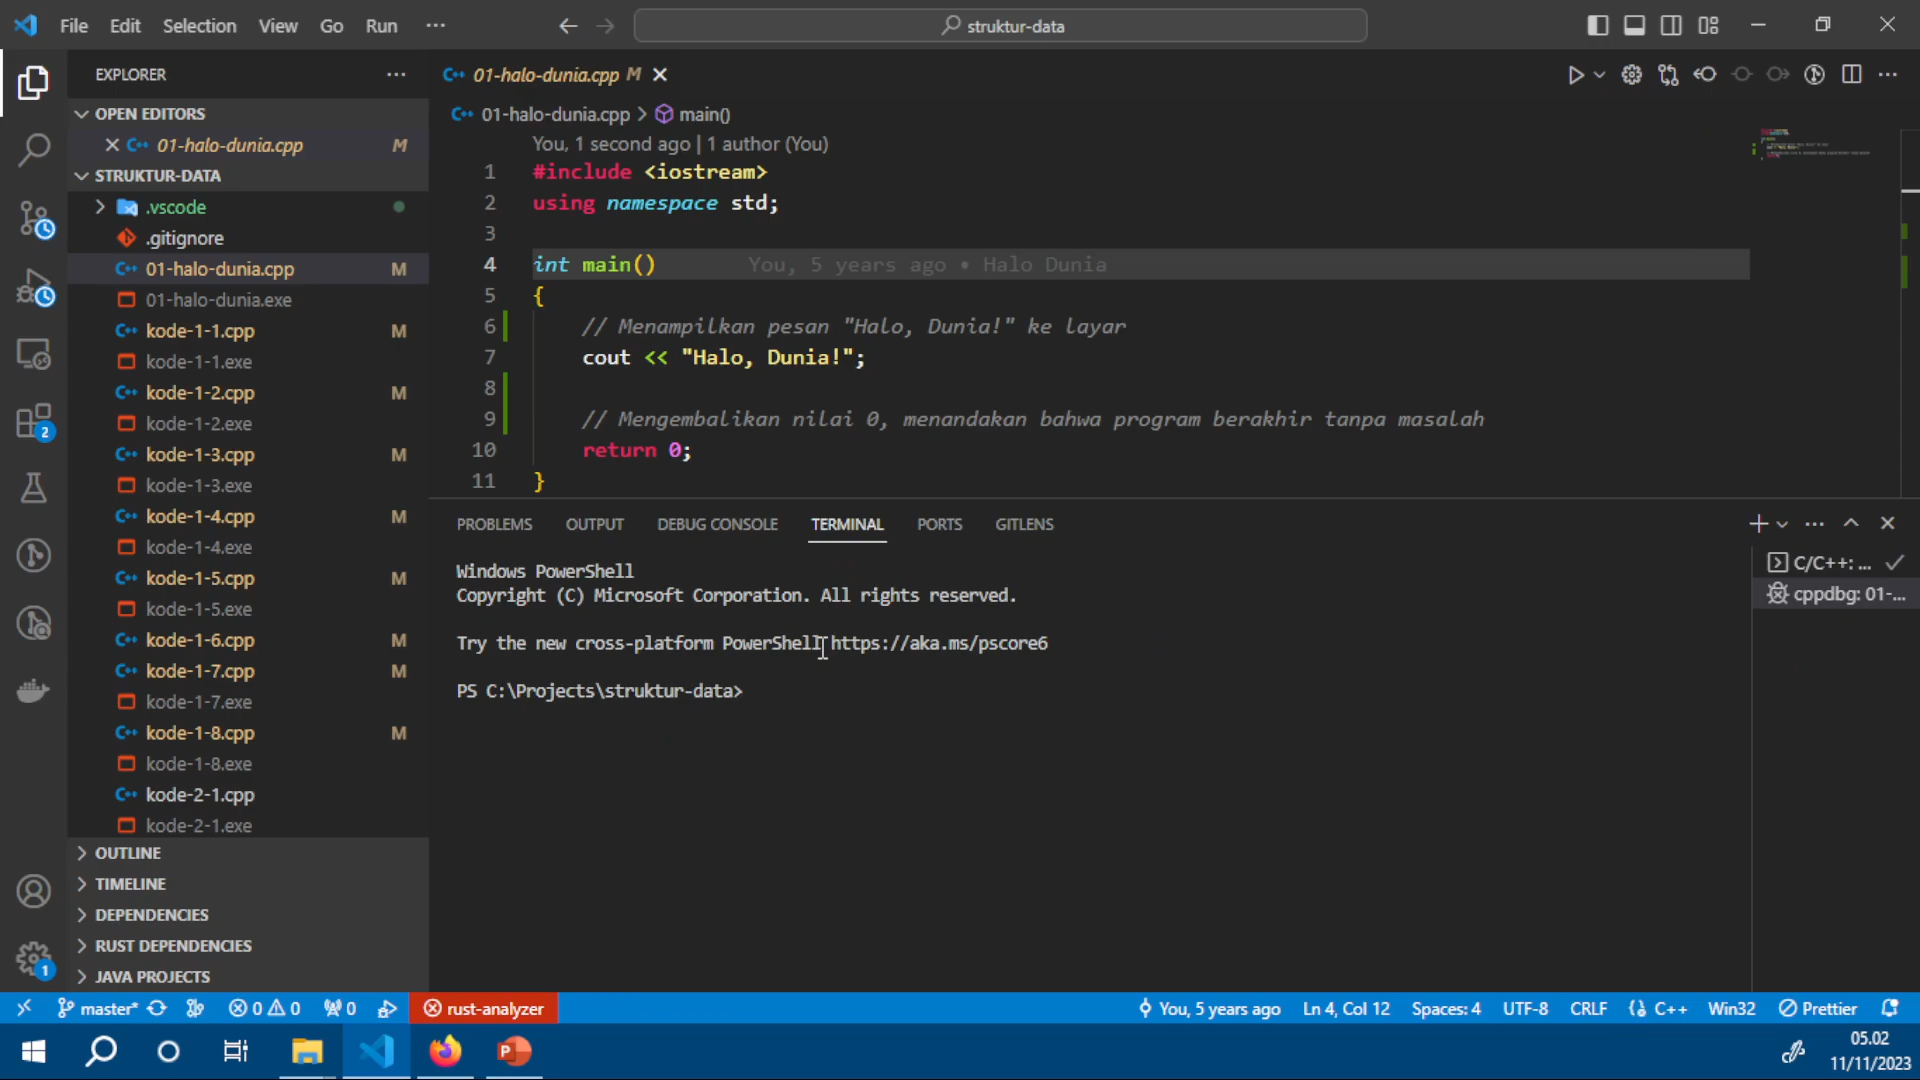 File Edit Selection View Go Run ···
struktur-data
EXPLORER
OPEN EDITORS
01-halo-dunia.cpp M
STRUKTUR-DATA
.vscode
.gitignore
01-halo-dunia.cpp M
01-halo-dunia.exe
kode-1-1.cpp M
kode-1-1.exe
kode-1-2.cpp M
kode-1-2.exe
kode-1-3.cpp M
kode-1-3.exe
kode-1-4.cpp M
kode-1-4.exe
kode-1-5.cpp M
kode-1-5.exe
kode-1-6.cpp M
kode-1-7.cpp M
kode-1-7.exe
kode-1-8.cpp M
kode-1-8.exe
kode-2-1.cpp
kode-2-1.exe
OUTLINE
TIMELINE
DEPENDENCIES
RUST DEPENDENCIES
JAVA PROJECTS
2
1
01-halo-dunia.cpp M
01-halo-dunia.cpp > main()
You, 1 second ago | 1 author (You)
1 #include <iostream>
2 using namespace std;
3
4 int main() You, 5 years ago • Halo Dunia
5 {
6 // Menampilkan pesan "Halo, Dunia!" ke layar
7 cout << "Halo, Dunia!";
8
9 // Mengembalikan nilai 0, menandakan bahwa program berakhir tanpa masalah
10 return 0;
11 }
PROBLEMS OUTPUT DEBUG CONSOLE TERMINAL PORTS GITLENS
Windows PowerShell
Copyright (C) Microsoft Corporation. All rights reserved.
Try the new cross-platform PowerShell https://aka.ms/pscore6
PS C:\Projects\struktur-data>
C/C++: ...
cppdbg: 01-...
master* 0 0 0 rust-analyzer You, 5 years ago Ln 4, Col 12 Spaces: 4 UTF-8 CRLF {} C++ Win32 Prettier
05.02
11/11/2023